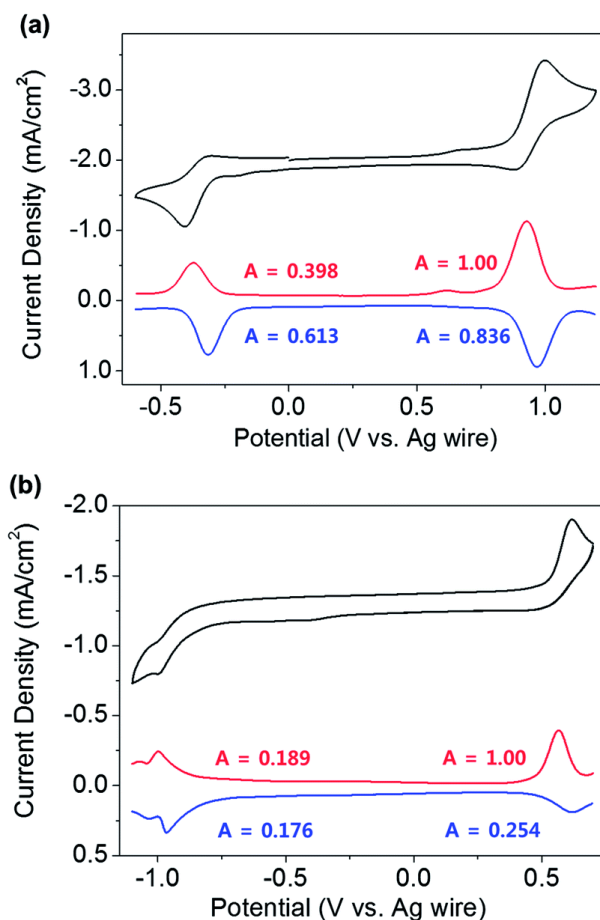 (a)
Current Density (mA/cm²)
-3.0
-2.0
-1.0
0.0
1.0
A = 0.398
A = 1.00
A = 0.613
A = 0.836
-0.5
0.0
0.5
1.0
Potential (V vs. Ag wire)
(b)
Current Density (mA/cm²)
-2.0
-1.5
-1.0
-0.5
0.0
0.5
A = 0.189
A = 1.00
A = 0.176
A = 0.254
-1.0
-0.5
0.0
0.5
Potential (V vs. Ag wire)